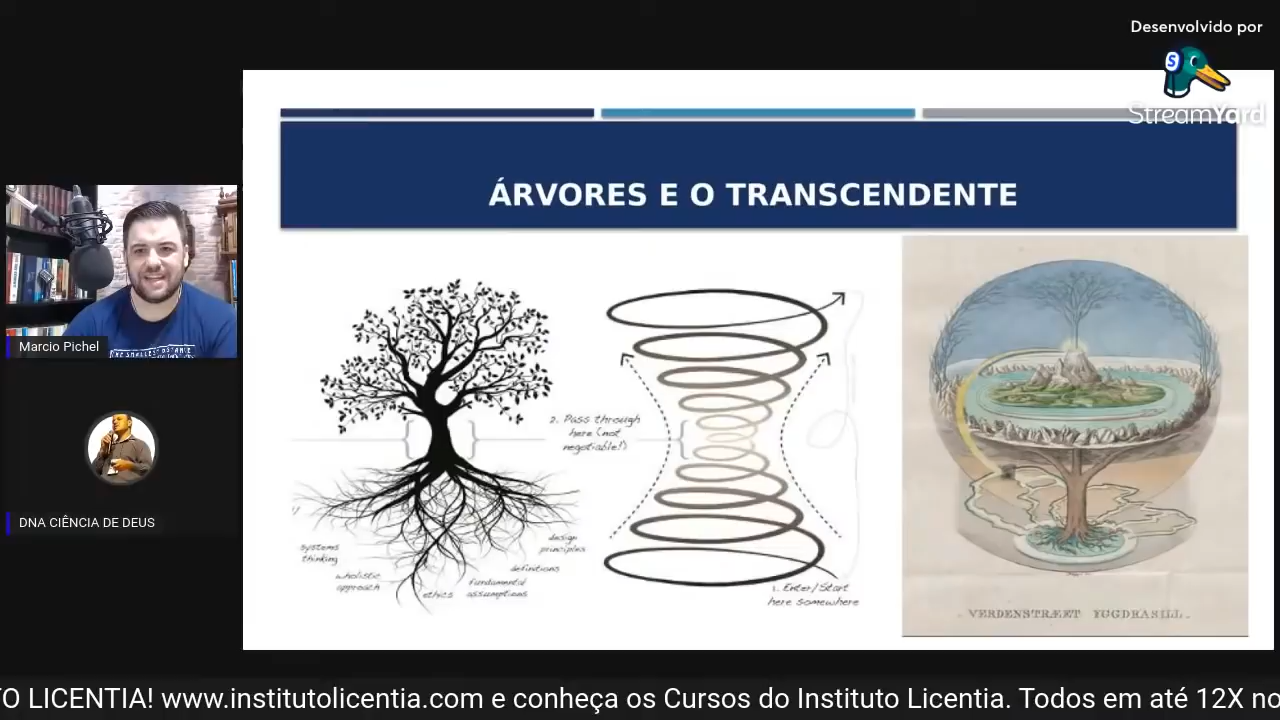 Desenvolvido por
S
StreamYard
ÁRVORES E O TRANSCENDENTE
Marcio Pichel
DNA CIÊNCIA DE DEUS
2. Pass through
here (not
negotiable!)
systems
thinking
wholistic
approach
ethics
fundamental
assumptions
definitions
design
principles
1. Enter/Start
here somewhere
VERDENSTRÆET YGGDRASILL.
TO LICENTIA! www.institutolicentia.com e conheça os Cursos do Instituto Licentia. Todos em até 12X no